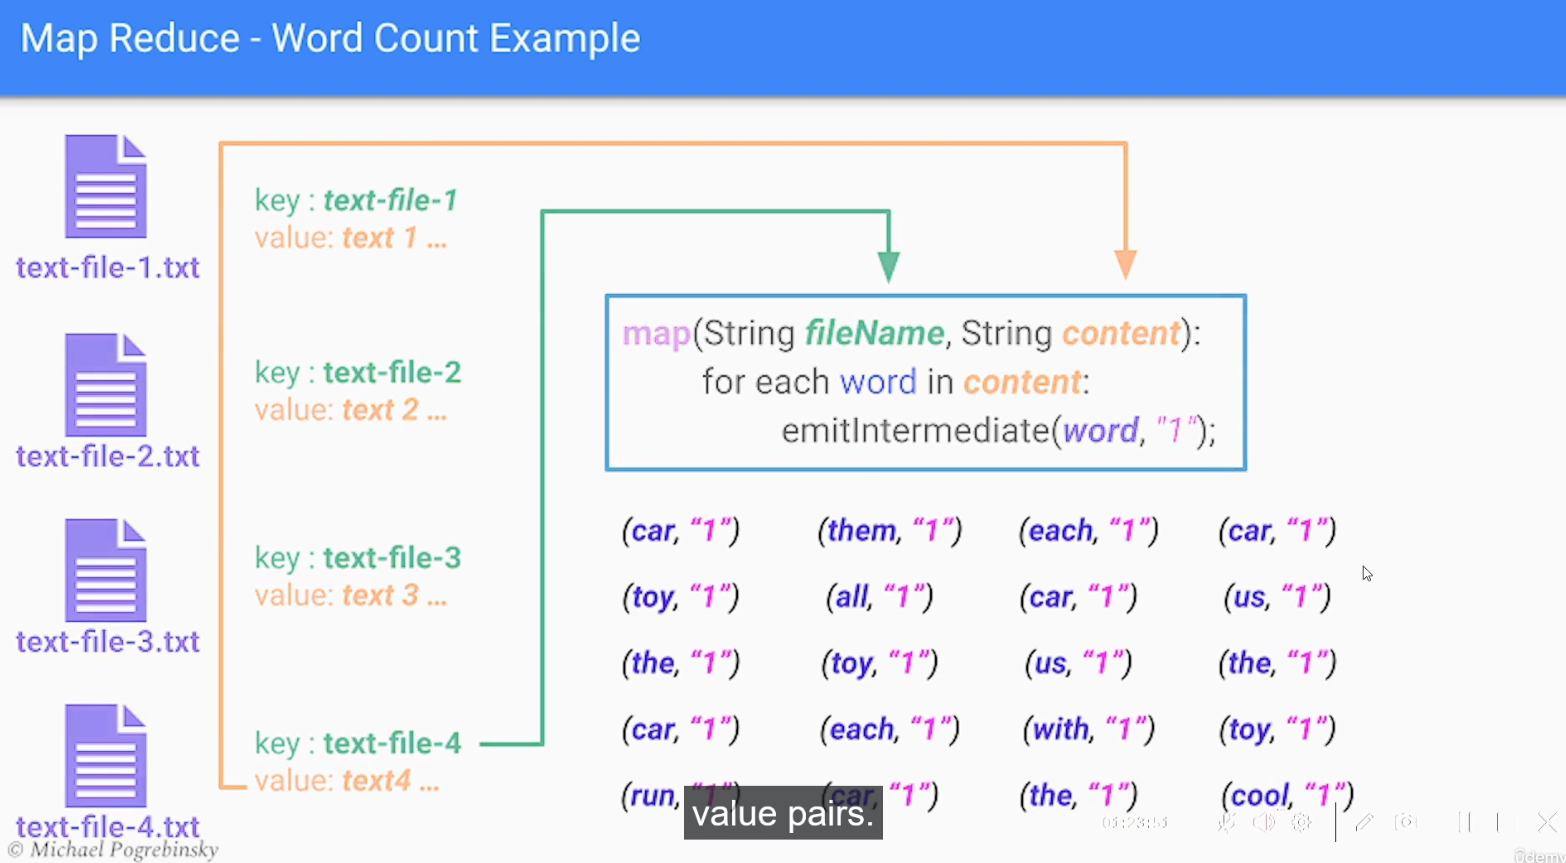 Map Reduce - Word Count Example
text-file-1.txt
key : text-file-1
value: text 1 ...
text-file-2.txt
key : text-file-2
value: text 2 ...
text-file-3.txt
key : text-file-3
value: text 3 ...
text-file-4.txt
key : text-file-4
value: text4 ...
map(String fileName, String content):
for each word in content:
emitIntermediate(word, "1");
(car, “1”) (them, “1”) (each, “1”) (car, “1”)
(toy, “1”) (all, “1”) (car, “1”) (us, “1”)
(the, “1”) (toy, “1”) (us, “1”) (the, “1”)
(car, “1”) (each, “1”) (with, “1”) (toy, “1”)
(run, “1”) (car, “1”) (the, “1”) (cool, “1”)
value pairs.
01:23:51
© Michael Pogrebinsky
ûdemy